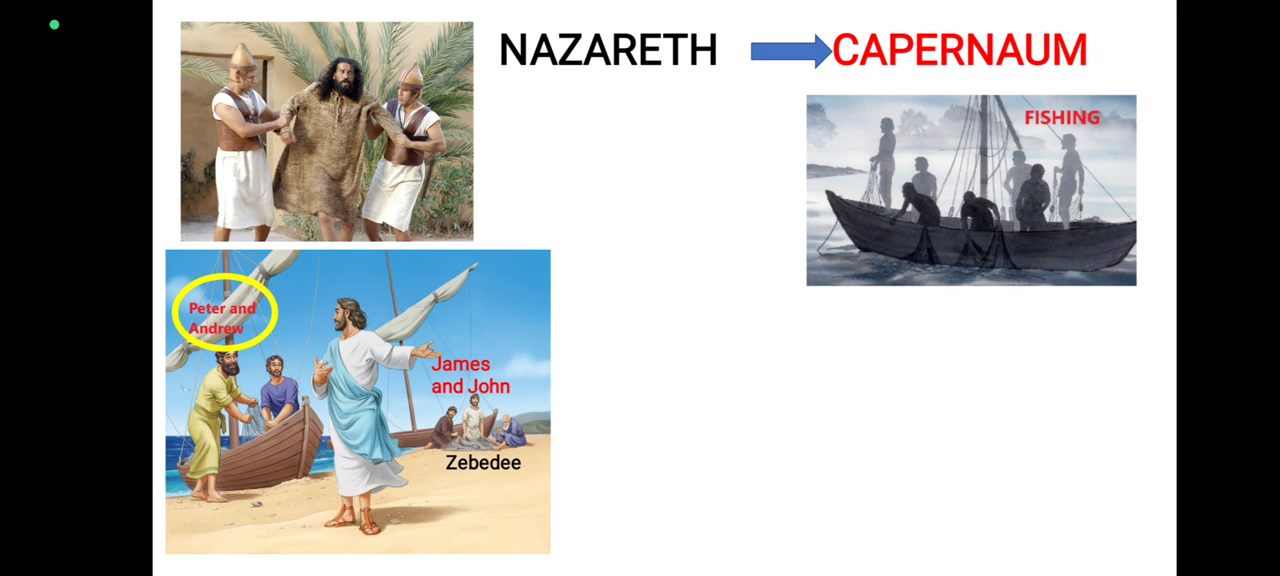 NAZARETH
CAPERNAUM
FISHING
Peter and
Andrew
James
and John
Zebedee